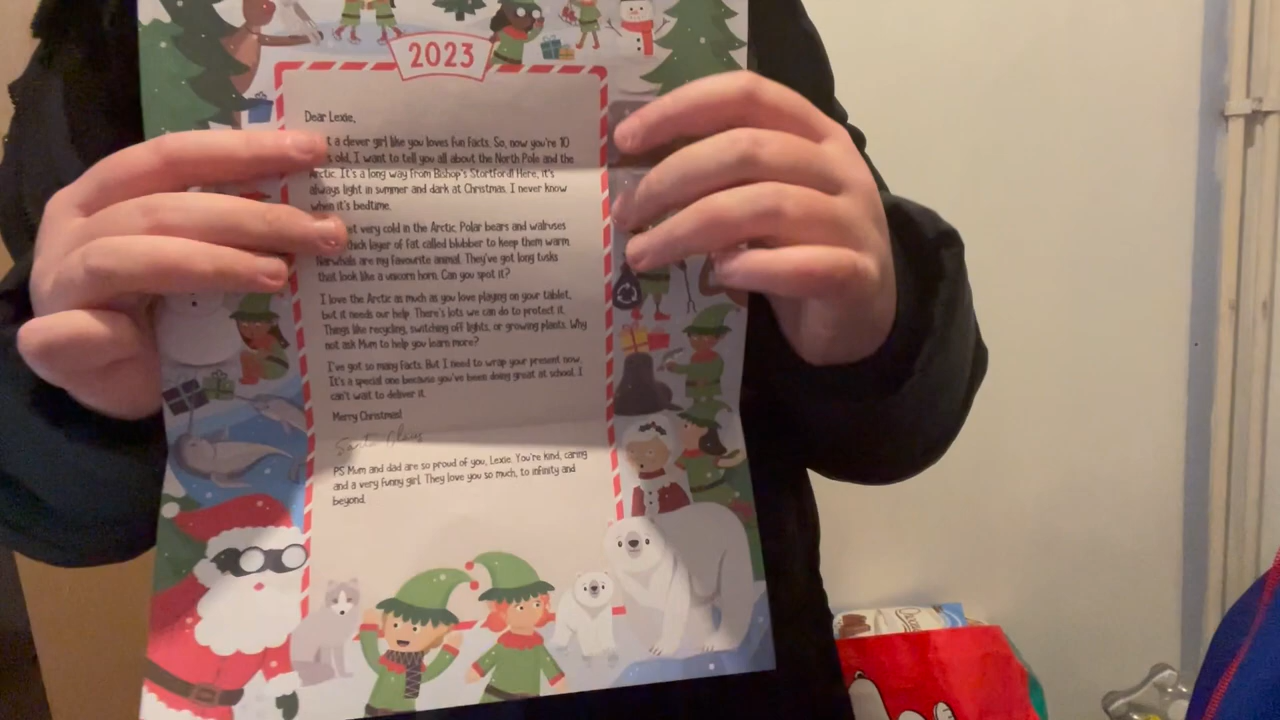 2023
Dear Lexie,
t a clever girl like you loves fun facts. So, now you're 10
old, I want to tell you all about the North Pole and the
Arctic. It's a long way from Bishop's Stortford! Here, it's
always light in summer and dark at Christmas. I never know
when it's bedtime.
et very cold in the Arctic. Polar bears and walruses
thick layer of fat called blubber to keep them warm.
Narwhals are my favourite animal. They've got long tusks
that look like a unicorn horn. Can you spot it?
I love the Arctic as much as you love playing on your tablet,
but it needs our help. There's lots we can do to protect it.
Things like recycling, switching off lights, or growing plants. Why
not ask Mum to help you learn more?
I've got so many facts. But I need to wrap your present now.
It's a special one because you've been doing great at school. I
can't wait to deliver it.
Merry Christmas!
Santa Claus
PS Mum and dad are so proud of you, Lexie. You're kind, caring
and a very funny girl. They love you so much, to infinity and
beyond.